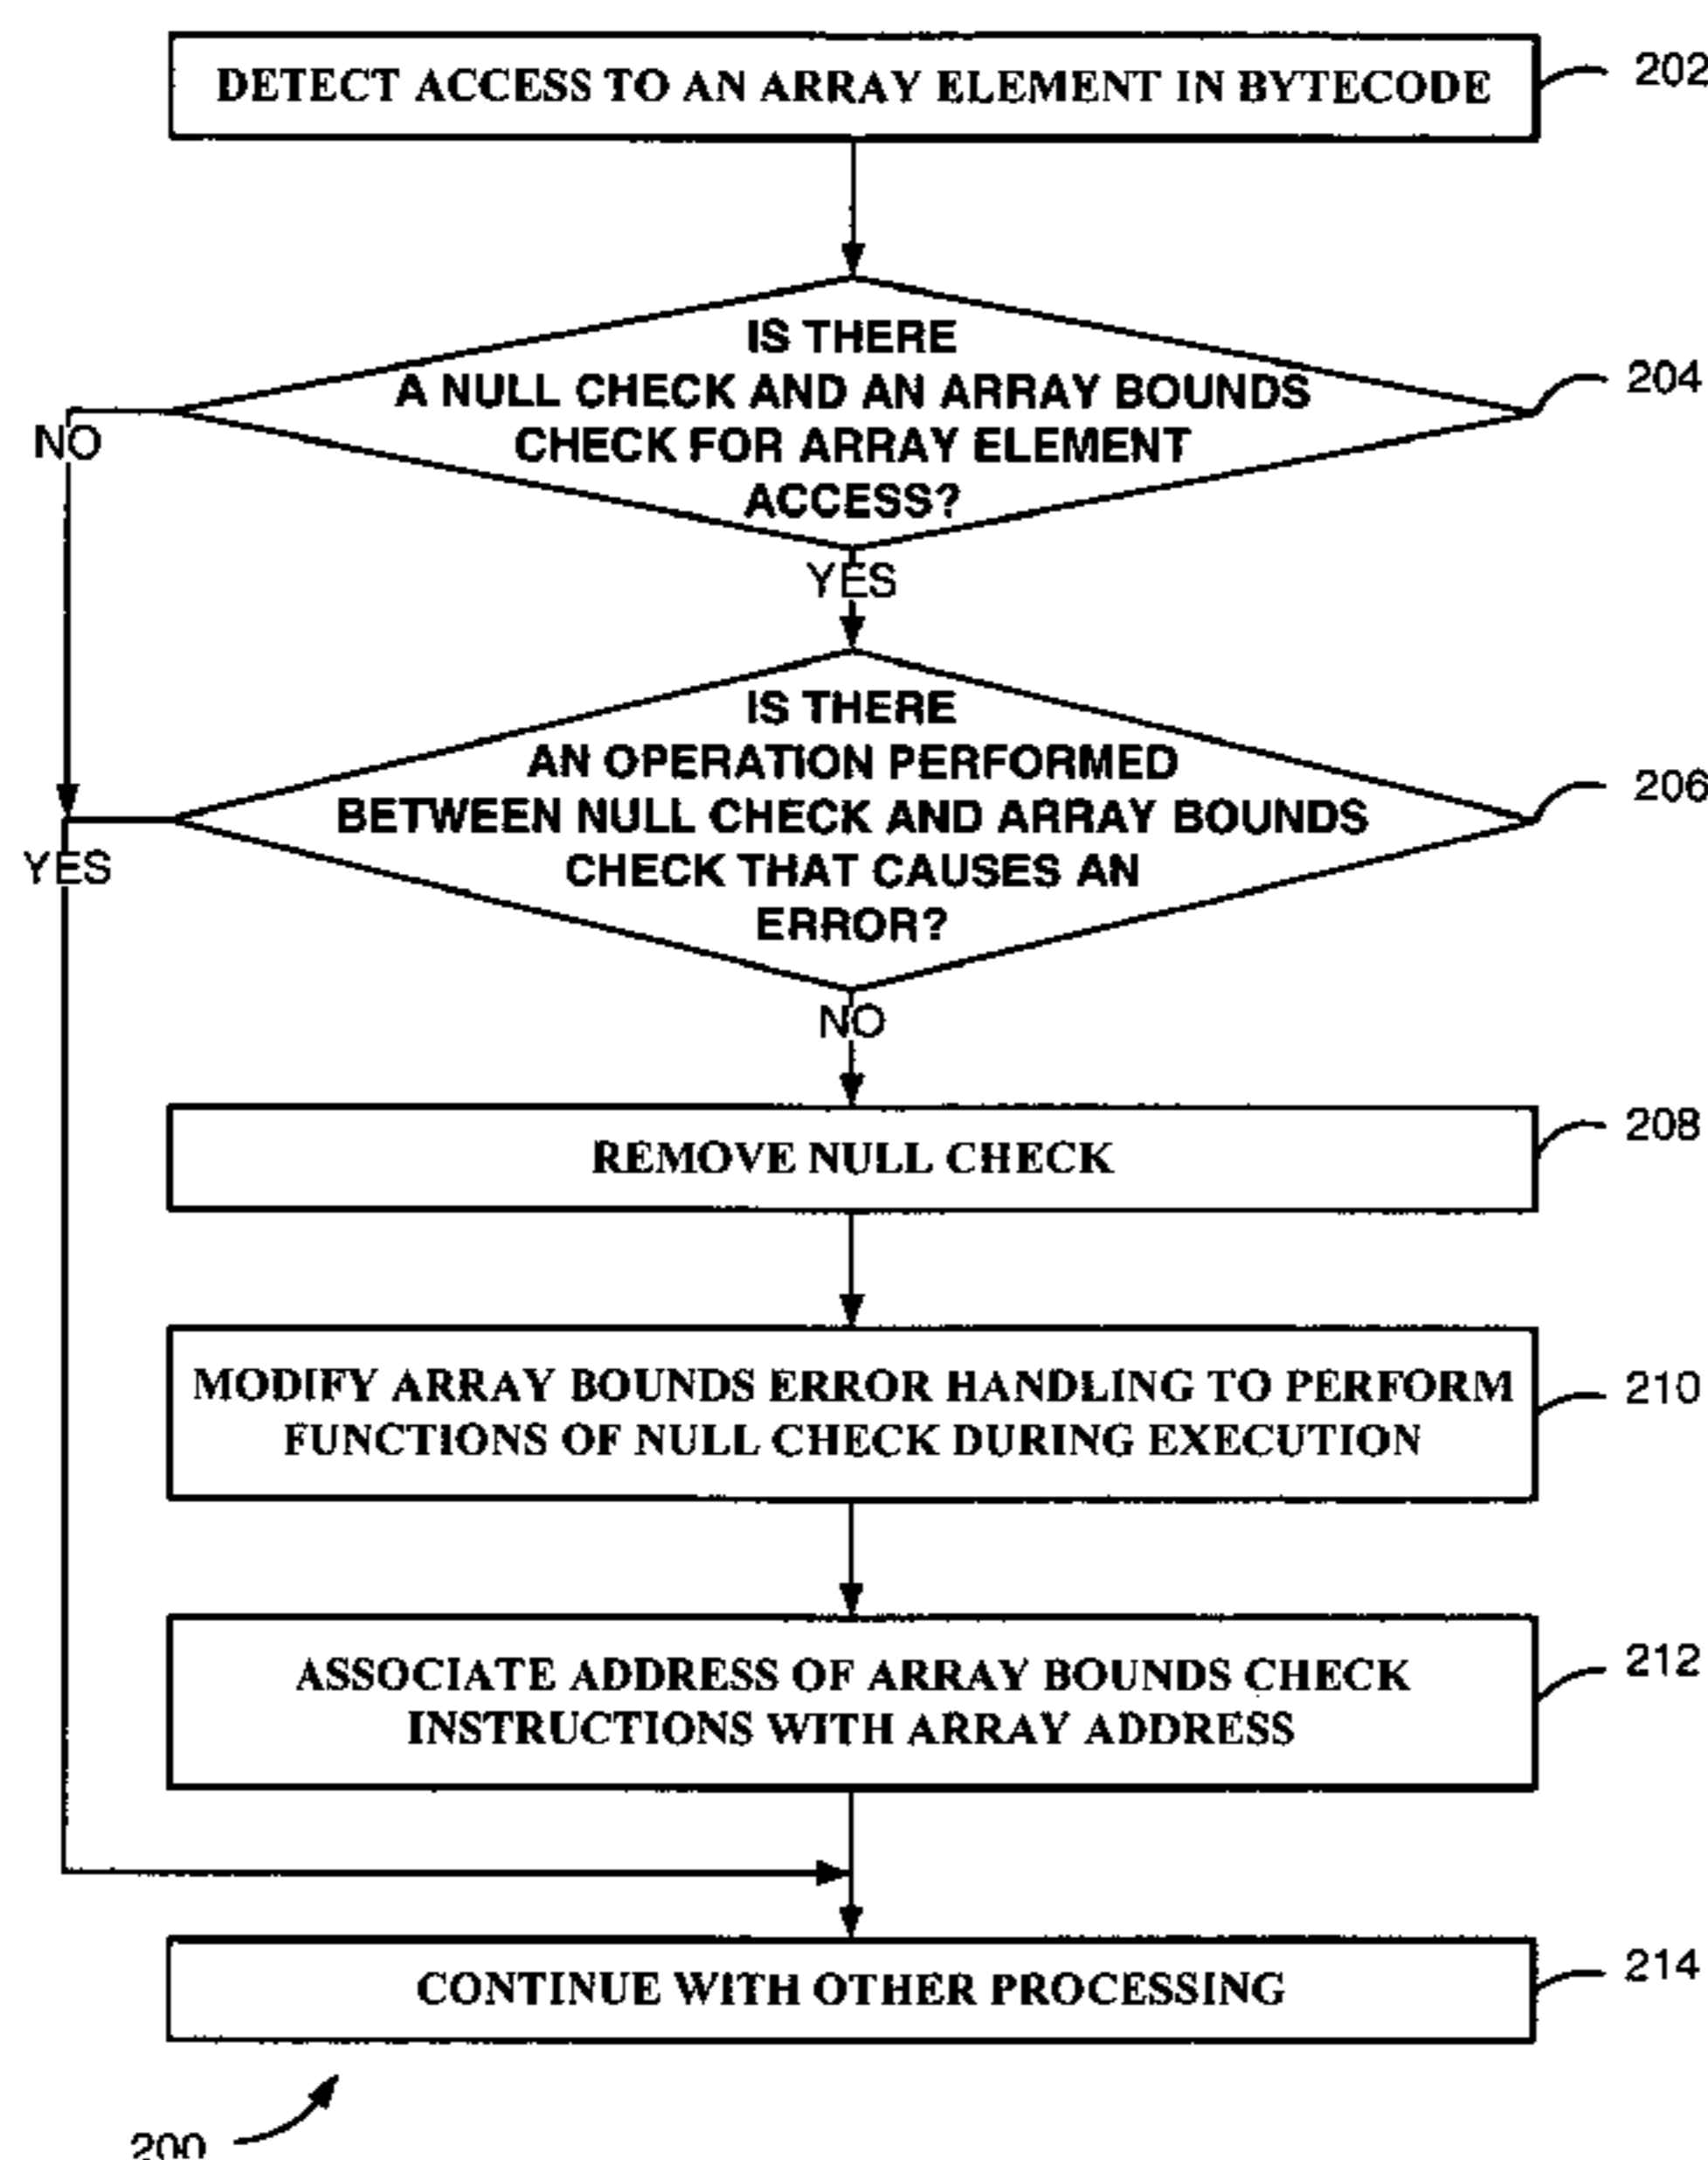 DETECT ACCESS TO AN ARRAY ELEMENT IN BYTECODE
202
IS THERE
A NULL CHECK AND AN ARRAY BOUNDS
CHECK FOR ARRAY ELEMENT
ACCESS?
204
NO
YES
IS THERE
AN OPERATION PERFORMED
BETWEEN NULL CHECK AND ARRAY BOUNDS
CHECK THAT CAUSES AN
ERROR?
206
YES
NO
REMOVE NULL CHECK
208
MODIFY ARRAY BOUNDS ERROR HANDLING TO PERFORM
FUNCTIONS OF NULL CHECK DURING EXECUTION
210
ASSOCIATE ADDRESS OF ARRAY BOUNDS CHECK
INSTRUCTIONS WITH ARRAY ADDRESS
212
CONTINUE WITH OTHER PROCESSING
214
200